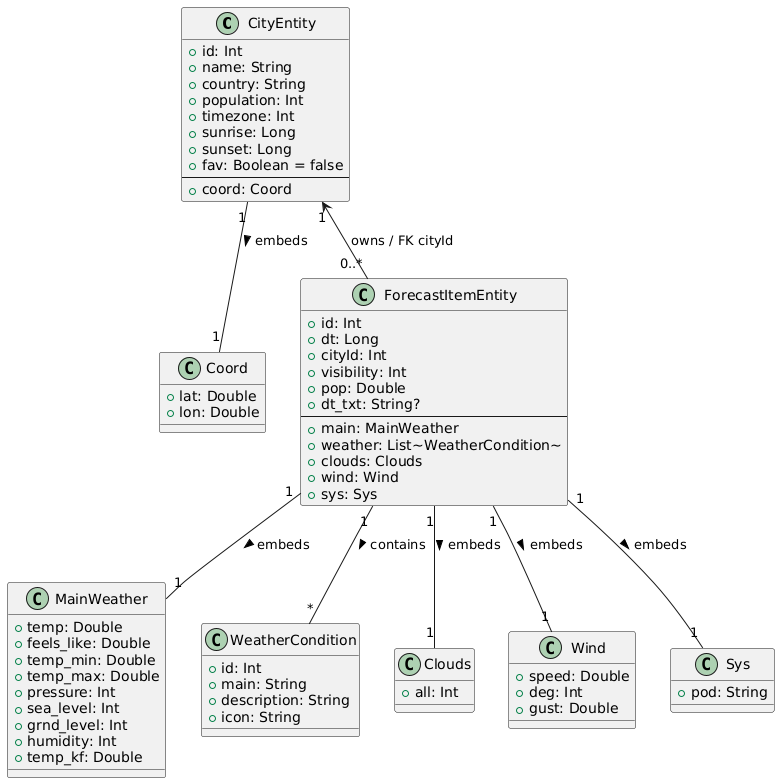 C CityEntity
id: Int
name: String
country: String
population: Int
timezone: Int
sunrise: Long
sunset: Long
fav: Boolean = false
coord: Coord
1
1
embeds
owns / FK cityId
0..*
1
C Coord
lat: Double
lon: Double
C ForecastItemEntity
id: Int
dt: Long
cityId: Int
visibility: Int
pop: Double
dt_txt: String?
main: MainWeather
weather: List~WeatherCondition~
clouds: Clouds
wind: Wind
sys: Sys
1
1
1
1
1
embeds
contains
embeds
embeds
embeds
1
*
1
1
1
C MainWeather
temp: Double
feels_like: Double
temp_min: Double
temp_max: Double
pressure: Int
sea_level: Int
grnd_level: Int
humidity: Int
temp_kf: Double
C WeatherCondition
id: Int
main: String
description: String
icon: String
C Clouds
all: Int
C Wind
speed: Double
deg: Int
gust: Double
C Sys
pod: String